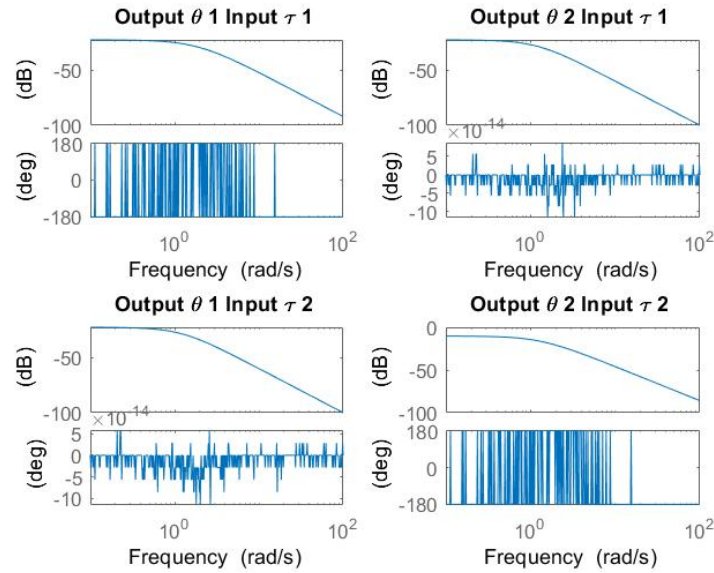 Output θ 1 Input τ 1
(dB)
-50
-100
(deg)
180
0
-180
10^0
10^2
Frequency (rad/s)
Output θ 2 Input τ 1
(dB)
-50
-100
×10^-14
(deg)
5
0
-5
-10
10^0
10^2
Frequency (rad/s)
Output θ 1 Input τ 2
(dB)
-50
-100
×10^-14
(deg)
5
0
-5
-10
10^0
10^2
Frequency (rad/s)
Output θ 2 Input τ 2
(dB)
0
-50
-100
(deg)
180
0
-180
10^0
10^2
Frequency (rad/s)